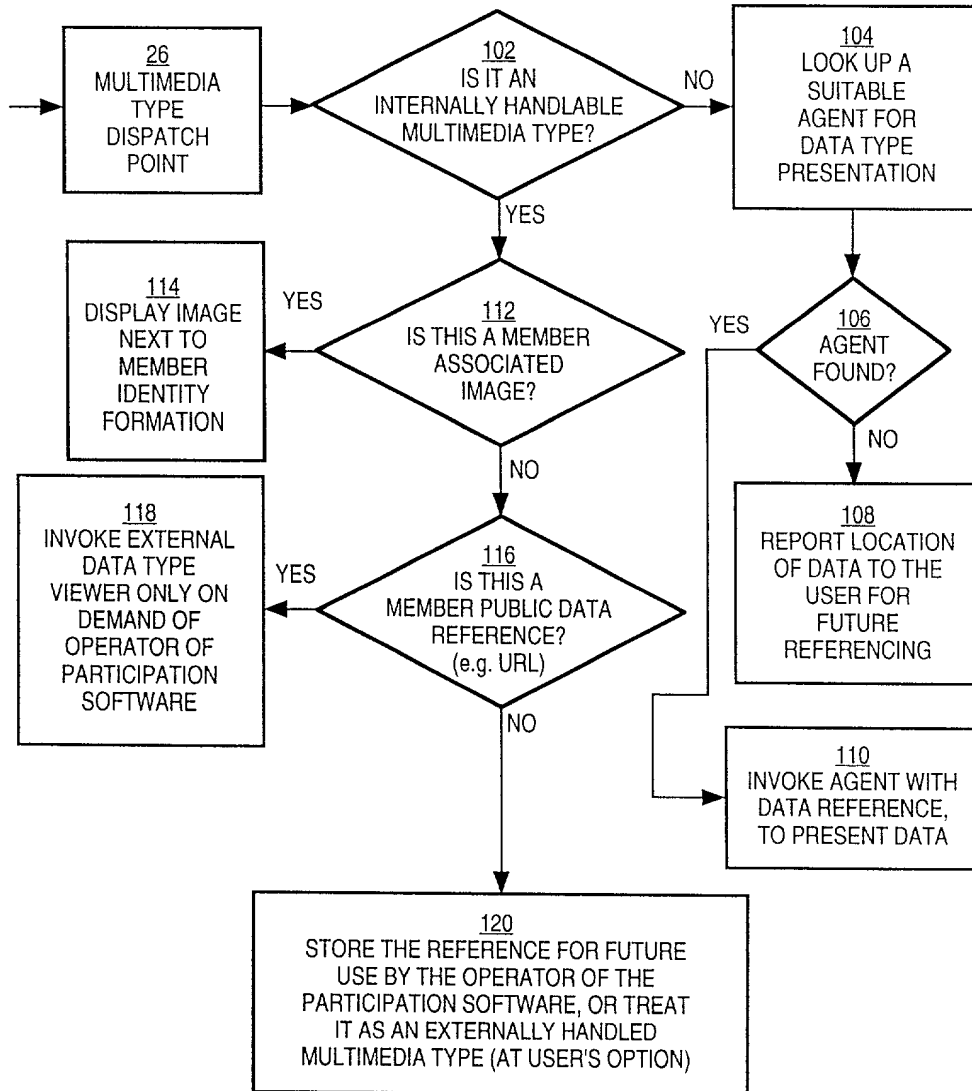 26
MULTIMEDIA
TYPE
DISPATCH
POINT
102
IS IT AN
INTERNALLY HANDLABLE
MULTIMEDIA TYPE?
NO
104
LOOK UP A
SUITABLE
AGENT FOR
DATA TYPE
PRESENTATION
YES
114
DISPLAY IMAGE
NEXT TO
MEMBER
IDENTITY
FORMATION
YES
112
IS THIS A MEMBER
ASSOCIATED
IMAGE?
YES
106
AGENT
FOUND?
NO
NO
118
INVOKE EXTERNAL
DATA TYPE
VIEWER ONLY ON
DEMAND OF
OPERATOR OF
PARTICIPATION
SOFTWARE
YES
116
IS THIS A
MEMBER PUBLIC DATA
REFERENCE?
(e.g. URL)
108
REPORT LOCATION
OF DATA TO THE
USER FOR
FUTURE
REFERENCING
NO
110
INVOKE AGENT WITH
DATA REFERENCE,
TO PRESENT DATA
120
STORE THE REFERENCE FOR FUTURE
USE BY THE OPERATOR OF THE
PARTICIPATION SOFTWARE, OR TREAT
IT AS AN EXTERNALLY HANDLED
MULTIMEDIA TYPE (AT USER'S OPTION)